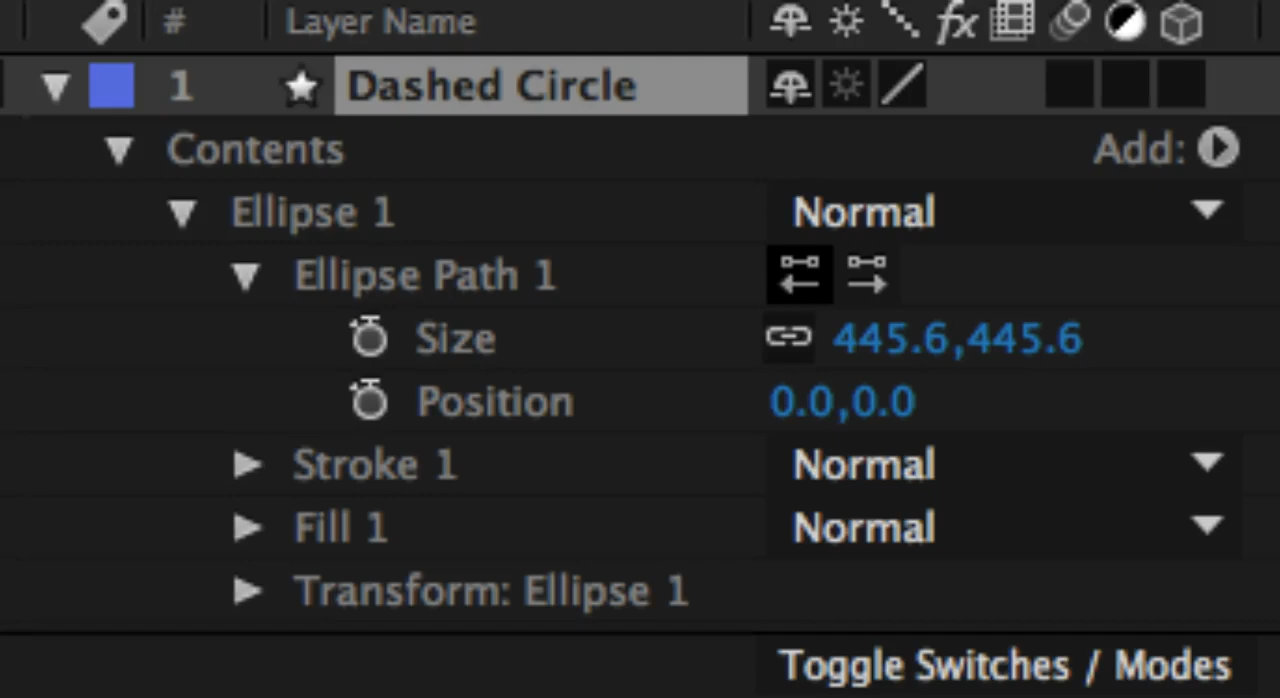 # Layer Name fx
1 Dashed Circle
Contents Add:
Ellipse 1 Normal
Ellipse Path 1
Size 445.6,445.6
Position 0.0,0.0
Stroke 1 Normal
Fill 1 Normal
Transform: Ellipse 1
Toggle Switches / Modes